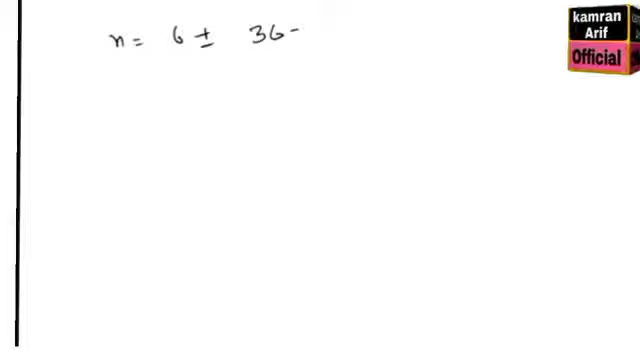 n = 6 ± 36 -
kamran
Arif
Official